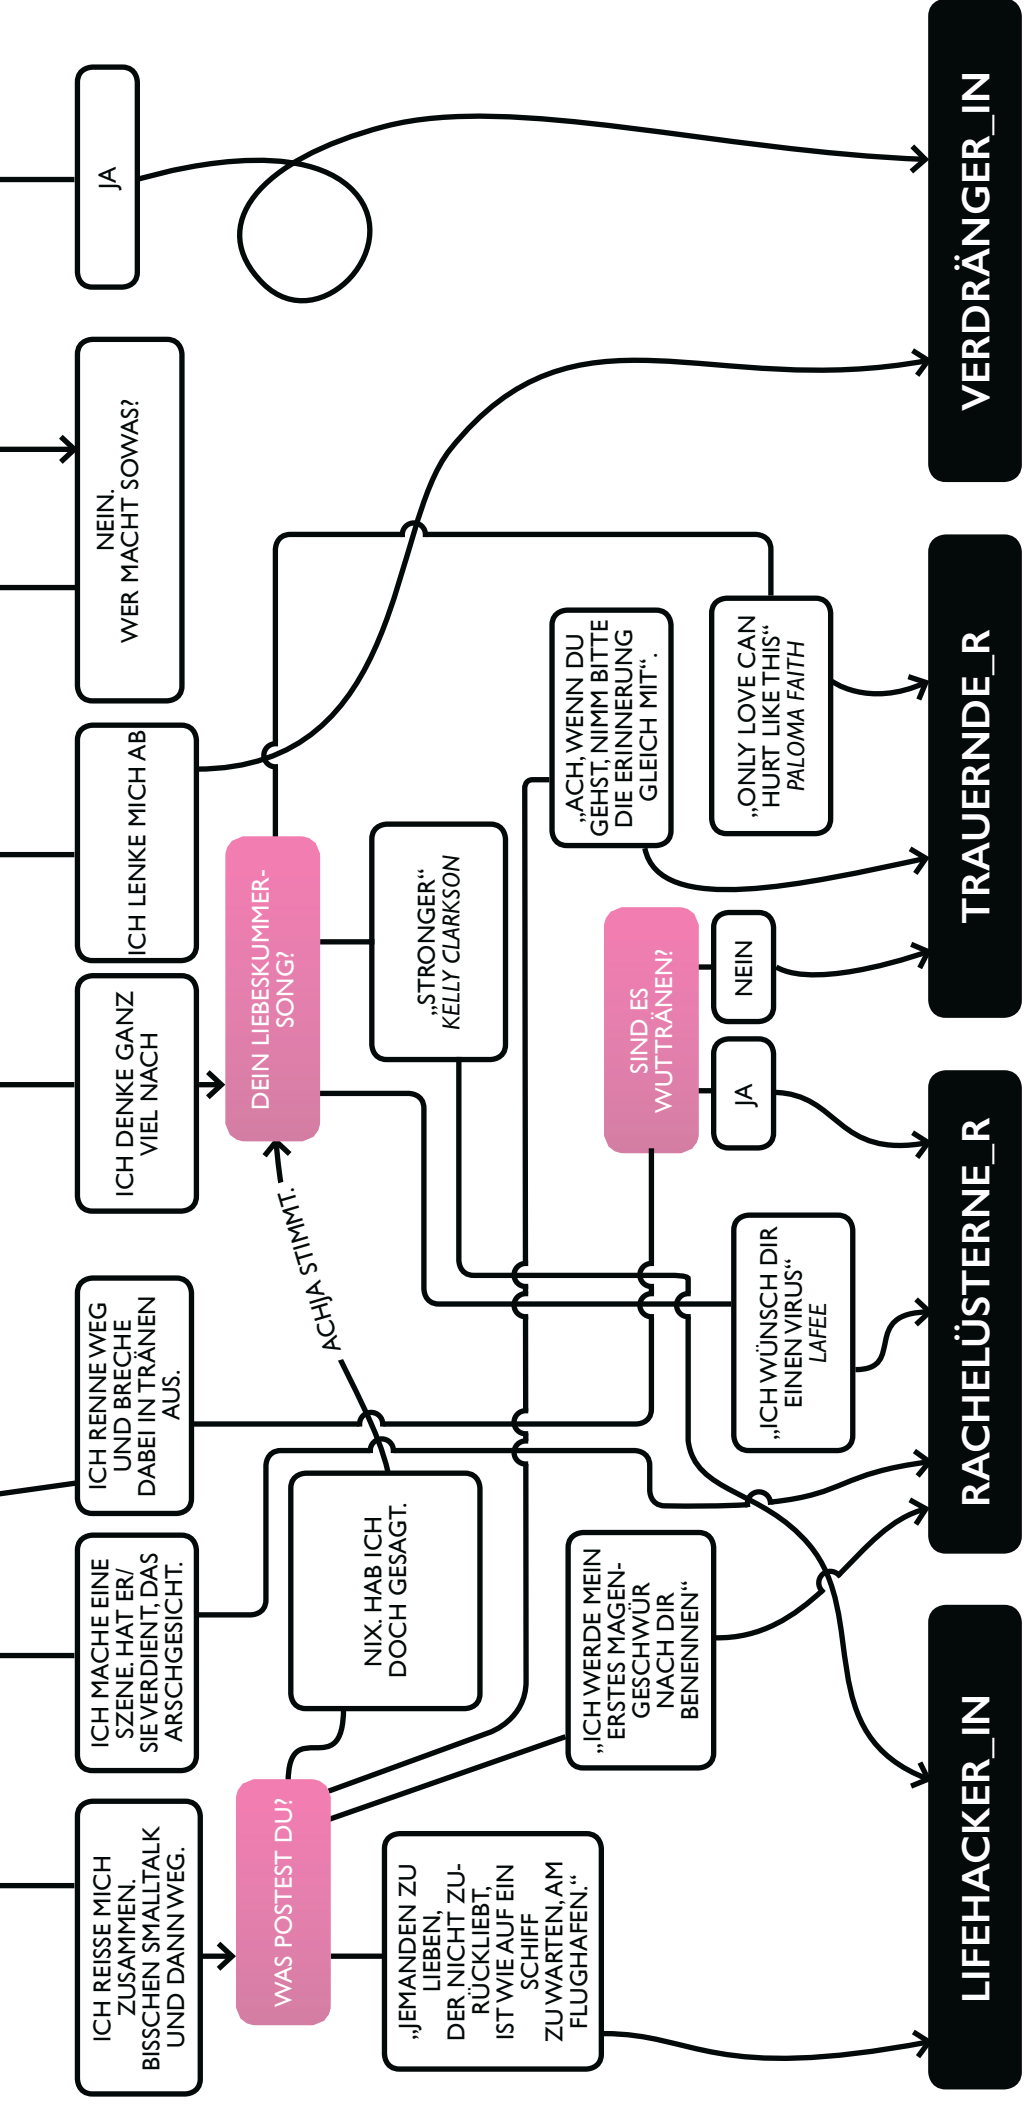 ICH REISSE MICH
ZUSAMMEN.
BISSCHEN SMALLTALK
UND DANN WEG.
ICH MACHE EINE
SZENE. HAT ER/
SIE VERDIENT, DAS
ARSCHGESICHT.
ICH RENNE WEG
UND BRECHE
DABEI IN TRÄNEN
AUS.
ICH DENKE GANZ
VIEL NACH
ICH LENKE MICH AB
NEIN.
WER MACHT SOWAS?
JA
WAS POSTEST DU?
NIX. HAB ICH
DOCH GESAGT.
ACHJA STIMMT.
DEIN LIEBESKUMMER-
SONG?
„JEMANDEN ZU
LIEBEN,
DER NICHT ZU-
RÜCKLIEBT,
IST WIE AUF EIN
SCHIFF
ZU WARTEN, AM
FLUGHAFEN.“
„STRONGER“
KELLY CLARKSON
„ICH WERDE MEIN
ERSTES MAGEN-
GESCHWÜR
NACH DIR
BENENNEN“
SIND ES
WUTTRÄNEN?
„ACH, WENN DU
GEHST, NIMM BITTE
DIE ERINNERUNG
GLEICH MIT“.
„ICH WÜNSCH DIR
EINEN VIRUS“
LAFEE
JA
NEIN
„ONLY LOVE CAN
HURT LIKE THIS“
PALOMA FAITH
LIFEHACKER_IN
RACHELÜSTERNE_R
TRAUERNDE_R
VERDRÄNGER_IN